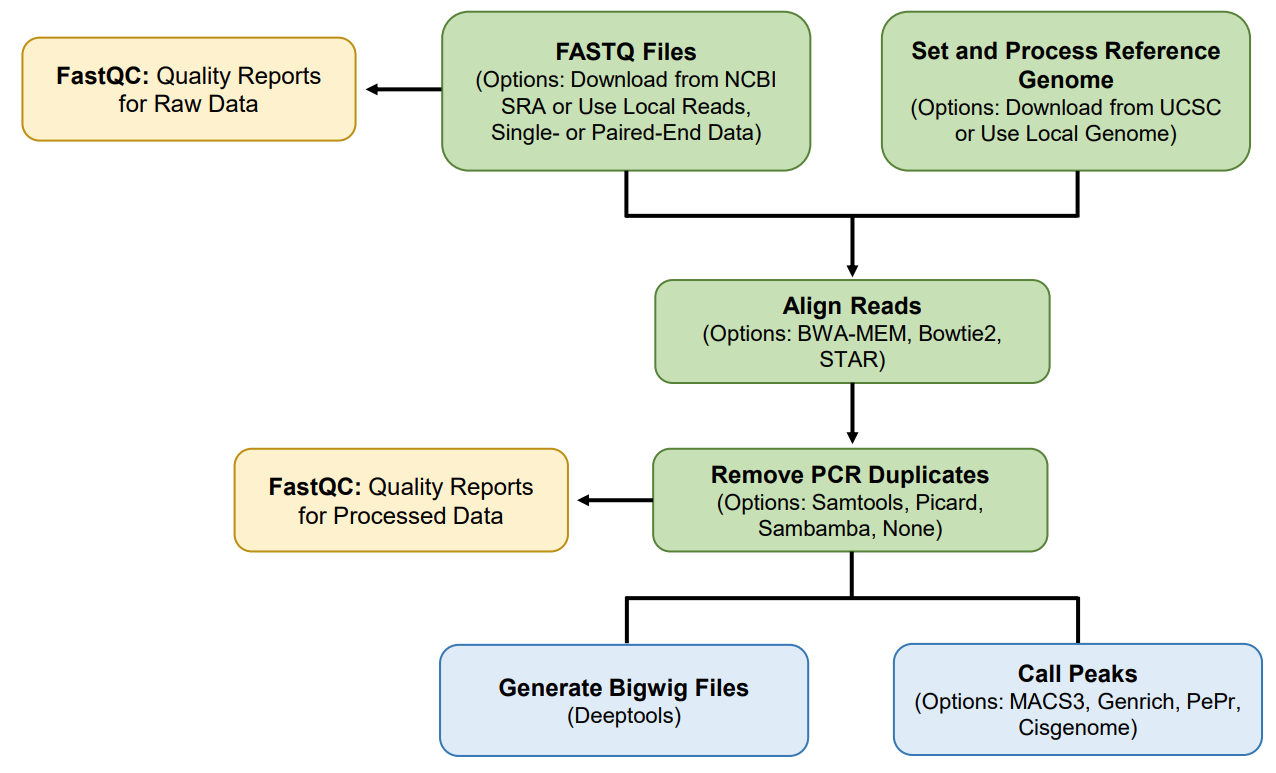 FastQC: Quality Reports
for Raw Data
FASTQ Files
(Options: Download from NCBI
SRA or Use Local Reads,
Single- or Paired-End Data)
Set and Process Reference
Genome
(Options: Download from UCSC
or Use Local Genome)
Align Reads
(Options: BWA-MEM, Bowtie2,
STAR)
FastQC: Quality Reports
for Processed Data
Remove PCR Duplicates
(Options: Samtools, Picard,
Sambamba, None)
Generate Bigwig Files
(Deeptools)
Call Peaks
(Options: MACS3, Genrich, PePr,
Cisgenome)